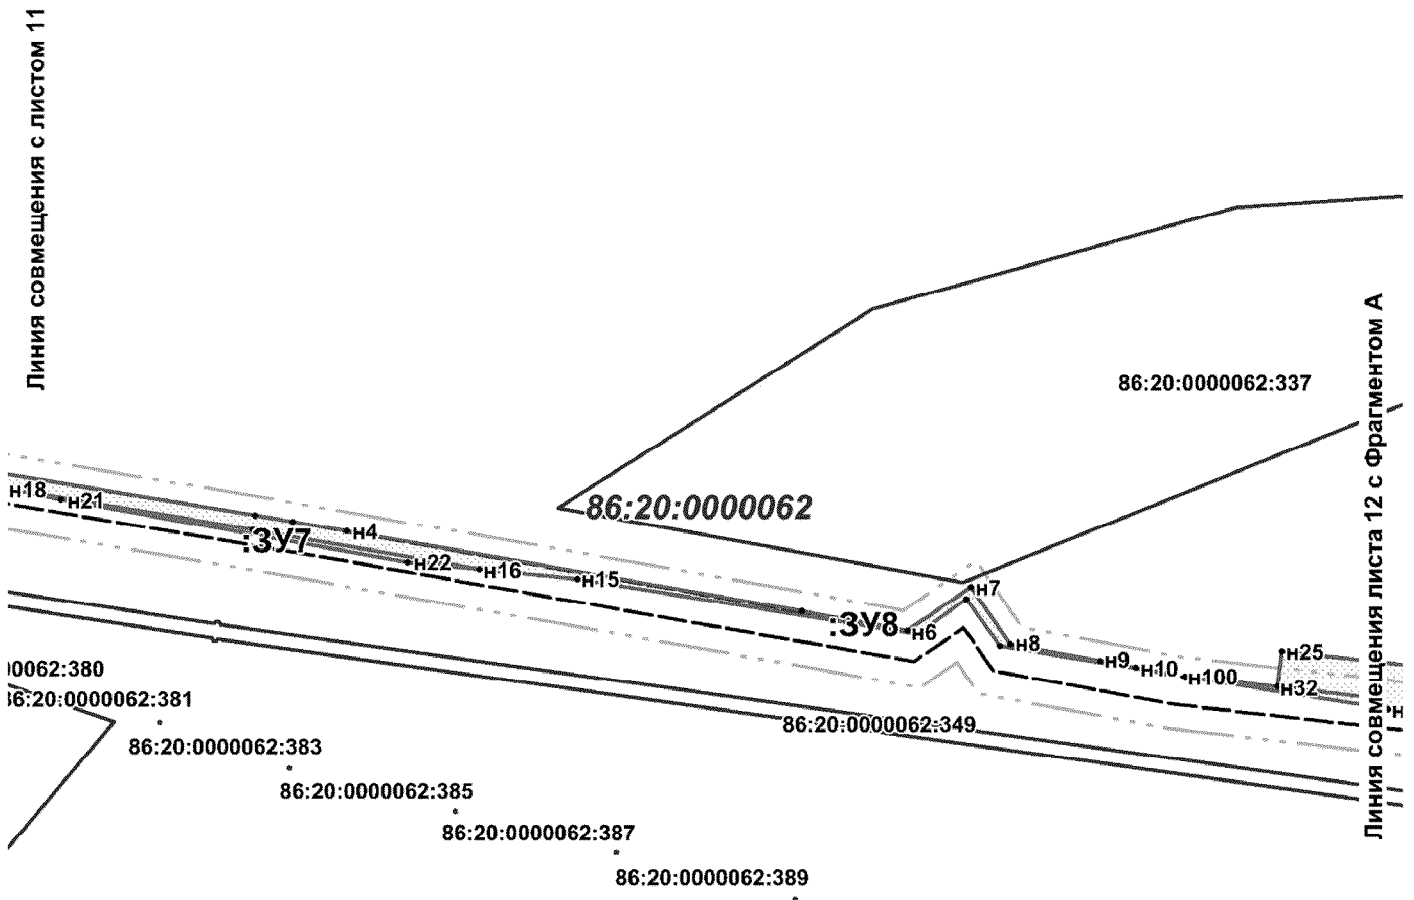 Линия совмещения с листом 11
Линия совмещения листа 12 с Фрагментом А
86:20:0000062:337
86:20:0000062
н18
н21
:ЗУ7
н4
н22
н16
н15
:ЗУ8
н6
н7
н8
н9
н10
н100
н25
н32
86:20:0000062:349
0062:380
86:20:0000062:381
86:20:0000062:383
86:20:0000062:385
86:20:0000062:387
86:20:0000062:389